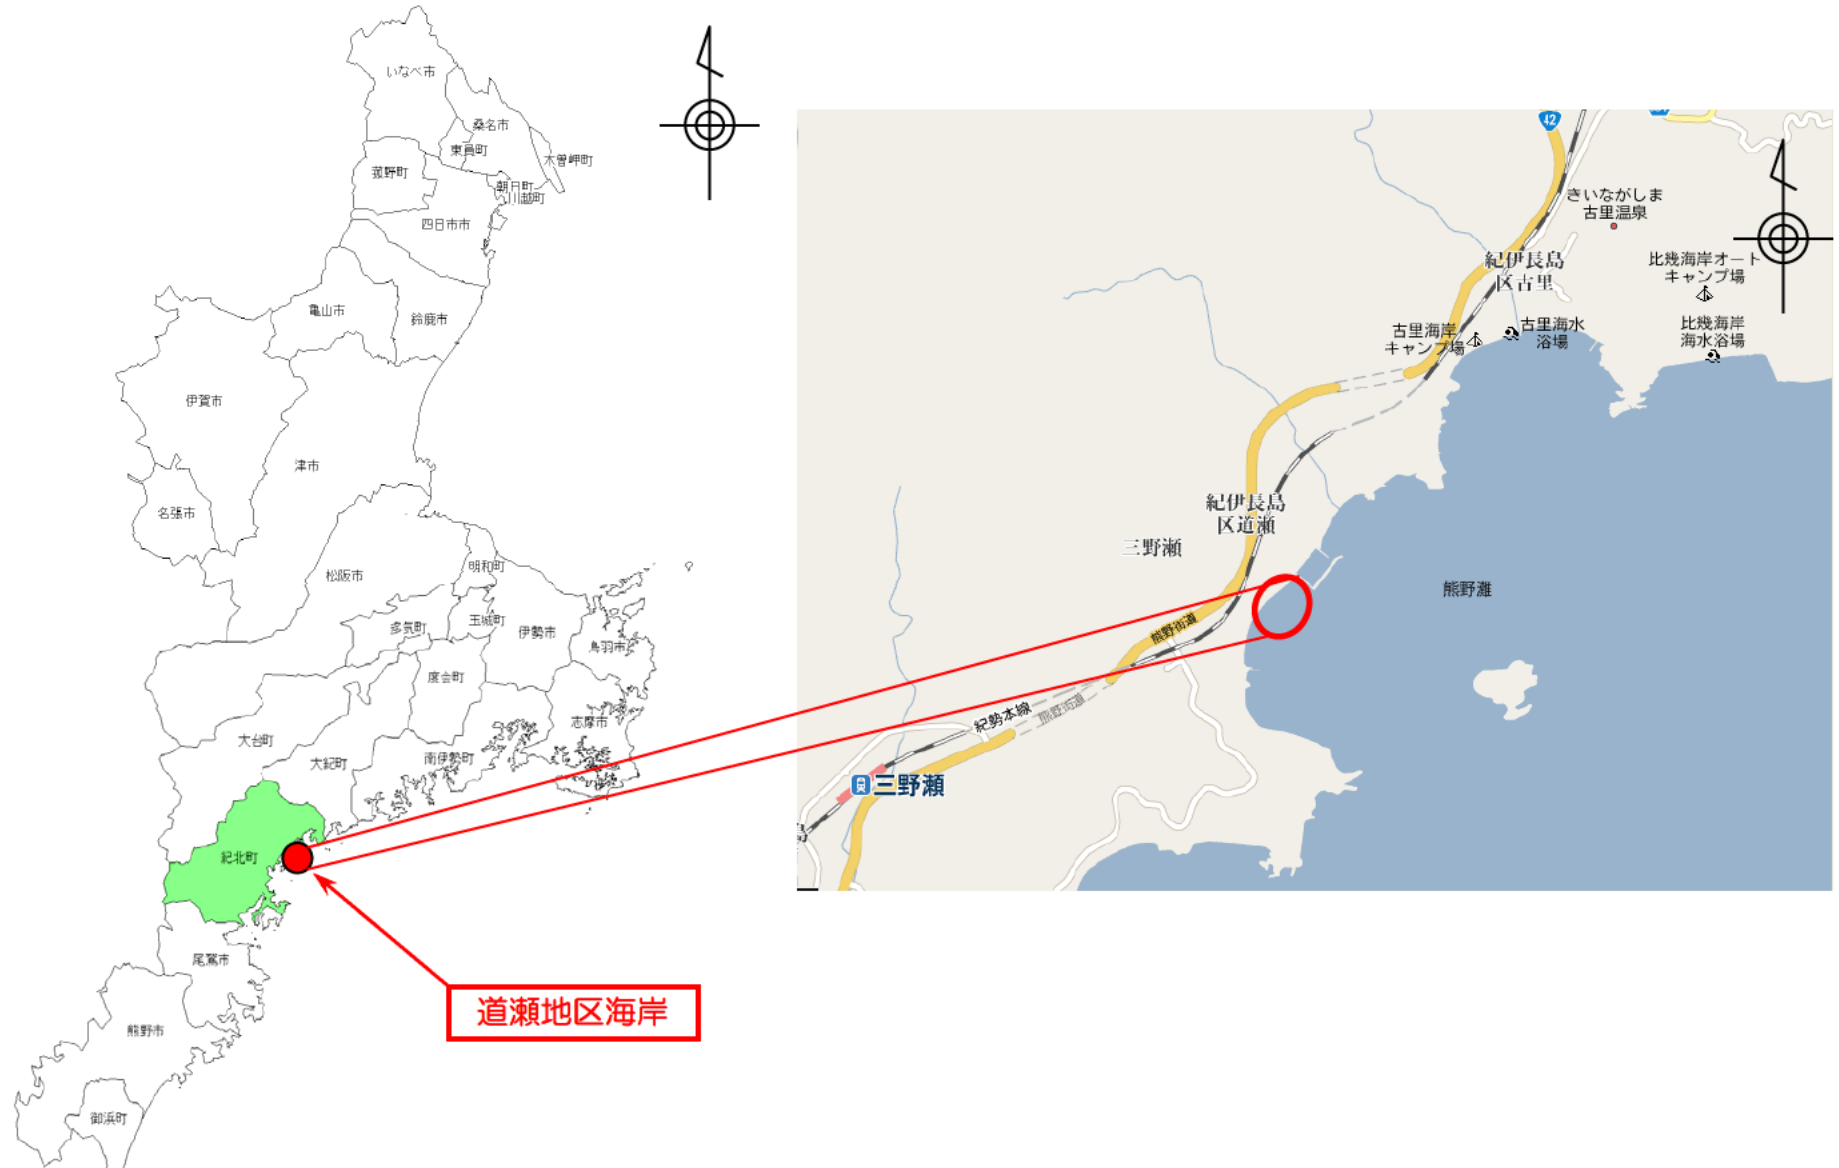 いなべ市
桑名市
東員町
木曽岬町
菰野町
朝日町
川越町
四日市市
亀山市
鈴鹿市
伊賀市
津市
名張市
松阪市
明和町
多気町
玉城町
伊勢市
鳥羽市
度会町
志摩市
大台町
大紀町
南伊勢町
紀北町
尾鷲市
熊野市
御浜町
道瀬地区海岸
42
きいながしま
古里温泉
紀伊長島
区古里
比幾海岸オート
キャンプ場
古里海岸
キャンプ場
古里海水
浴場
比幾海岸
海水浴場
紀伊長島
区道瀬
三野瀬
熊野灘
熊野街道
熊野街道
紀勢本線
三野瀬
島